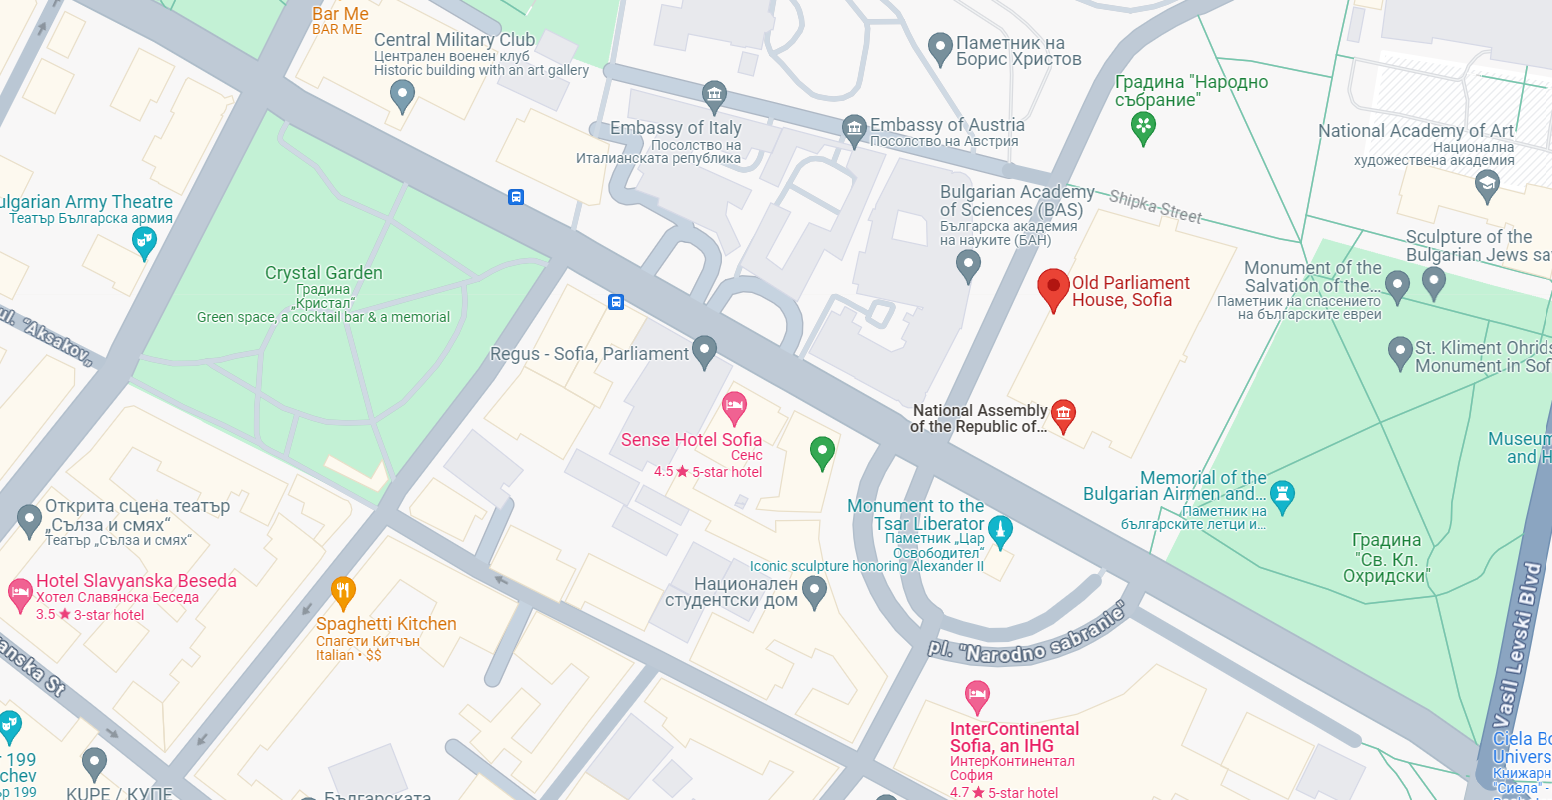 Bar Me
BAR ME
Central Military Club
Централен военен клуб
Historic building with an art gallery
Паметник на
Борис Христов
Градина "Народно
събрание"
Embassy of Italy
Посолство на
Италианската република
Embassy of Austria
Посолство на Австрия
National Academy of Art
Национална
художествена академия
ulgarian Army Theatre
Театър Българска армия
Bulgarian Academy
of Sciences (BAS)
Българска академия
на науките (БАН)
Shipka Street
Sculpture of the
Bulgarian Jews sa
Crystal Garden
Градина
„Кристал“
Green space, a cocktail bar & a memorial
Old Parliament
House, Sofia
Monument of the
Salvation of the...
Паметник на спасението
на българските евреи
ul. "Aksakov„
Regus - Sofia, Parliament
St. Kliment Ohrids
Monument in Sof
National Assembly
of the Republic of...
Sense Hotel Sofia
Сенс
4.5 ★ 5-star hotel
Museum
and H
Memorial of the
Bulgarian Airmen and...
Паметник на
българските летци и...
Monument to the
Tsar Liberator
Паметник „Цар
Освободител“
Iconic sculpture honoring Alexander II
Открита сцена театър
„Сълза и смях“
Театър „Сълза и смях“
Градина
"Св. Кл.
Охридски"
Hotel Slavyanska Beseda
Хотел Славянска Беседа
3.5 ★ 3-star hotel
Национален
студентски дом
Spaghetti Kitchen
Спагети Китчън
Italian • $$
pl. "Narodno sabranie"
Vasil Levski Blvd
anska St
InterContinental
Sofia, an IHG
ИнтерКонтинентал
София
4.7 ★ 5-star hotel
r 199
chev
ър 199
KUPE / КУПЕ
Българската
Ciela Bo
Univers
Книжарн
"Сиела" -